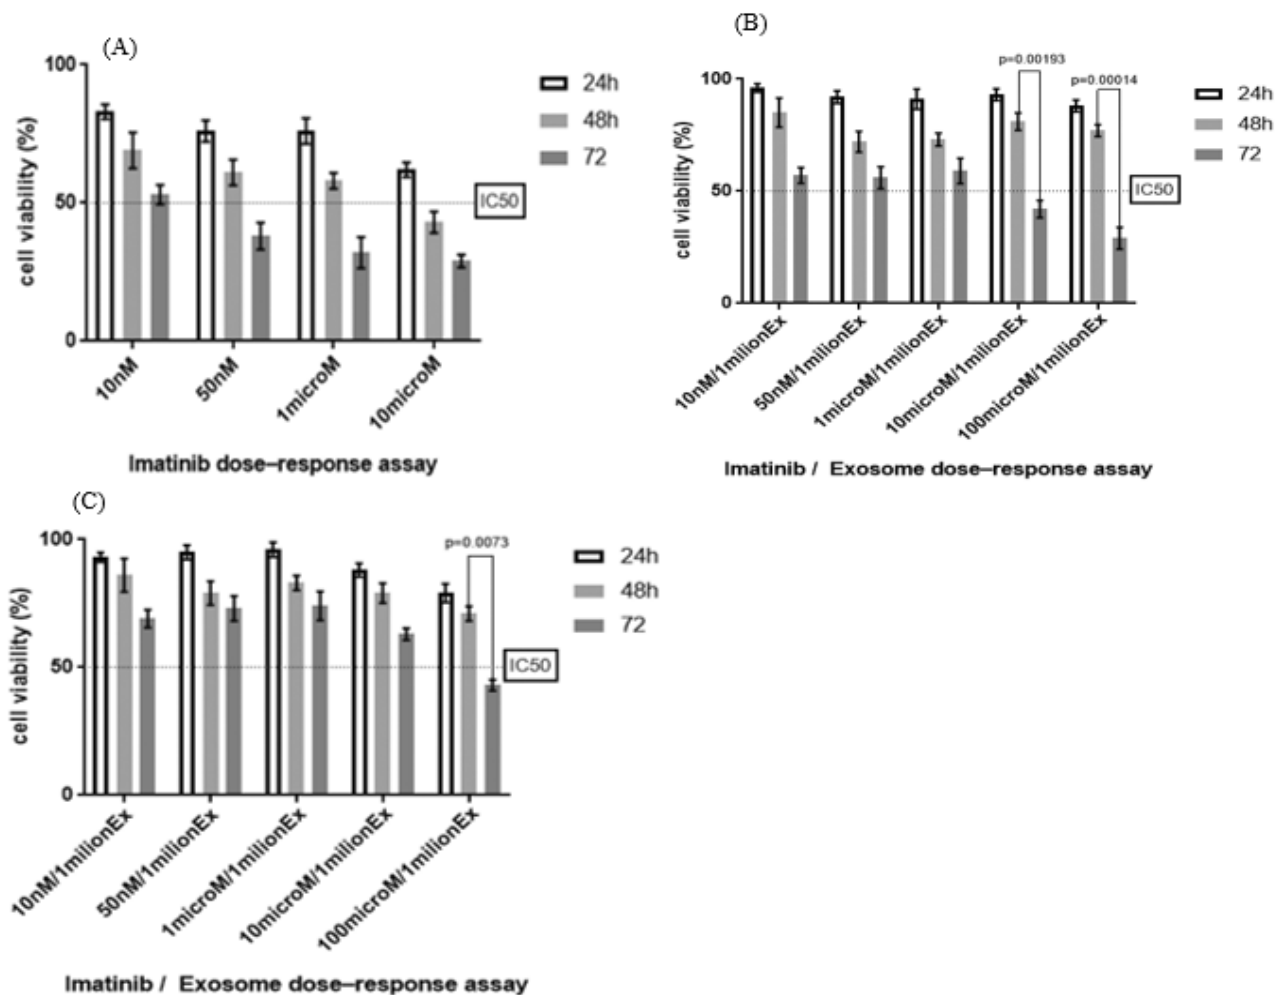 (A)
100
50
0
cell viability (%)
24h
48h
72
IC50
10nM
50nM
1microM
10microM
Imatinib dose–response assay
(B)
p=0.00193
p=0.00014
100
50
0
cell viability (%)
24h
48h
72
IC50
10nM/1milionEx
50nM/1milionEx
1microM/1milionEx
10microM/1milionEx
100microM/1milionEx
Imatinib / Exosome dose–response assay
(C)
p=0.0073
100
50
0
cell viability (%)
24h
48h
72
IC50
10nM/1milionEx
50nM/1milionEx
1microM/1milionEx
10microM/1milionEx
100microM/1milionEx
Imatinib / Exosome dose–response assay